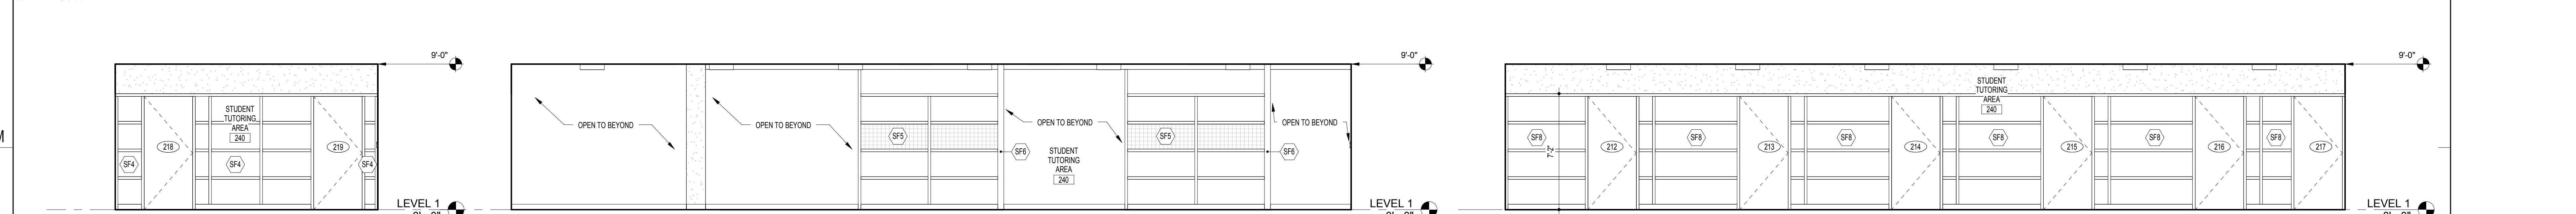 M
9'-0"
STUDENT
TUTORING
AREA
240
218
219
SF4
SF4
SF4
LEVEL 1
9'-0"
OPEN TO BEYOND
OPEN TO BEYOND
SF5
OPEN TO BEYOND
SF5
OPEN TO BEYOND
SF6
SF6
STUDENT
TUTORING
AREA
240
LEVEL 1
9'-0"
STUDENT
TUTORING
AREA
240
SF8
SF8
SF8
SF8
SF8
SF8
212
213
214
215
216
217
7'-2"
LEVEL 1